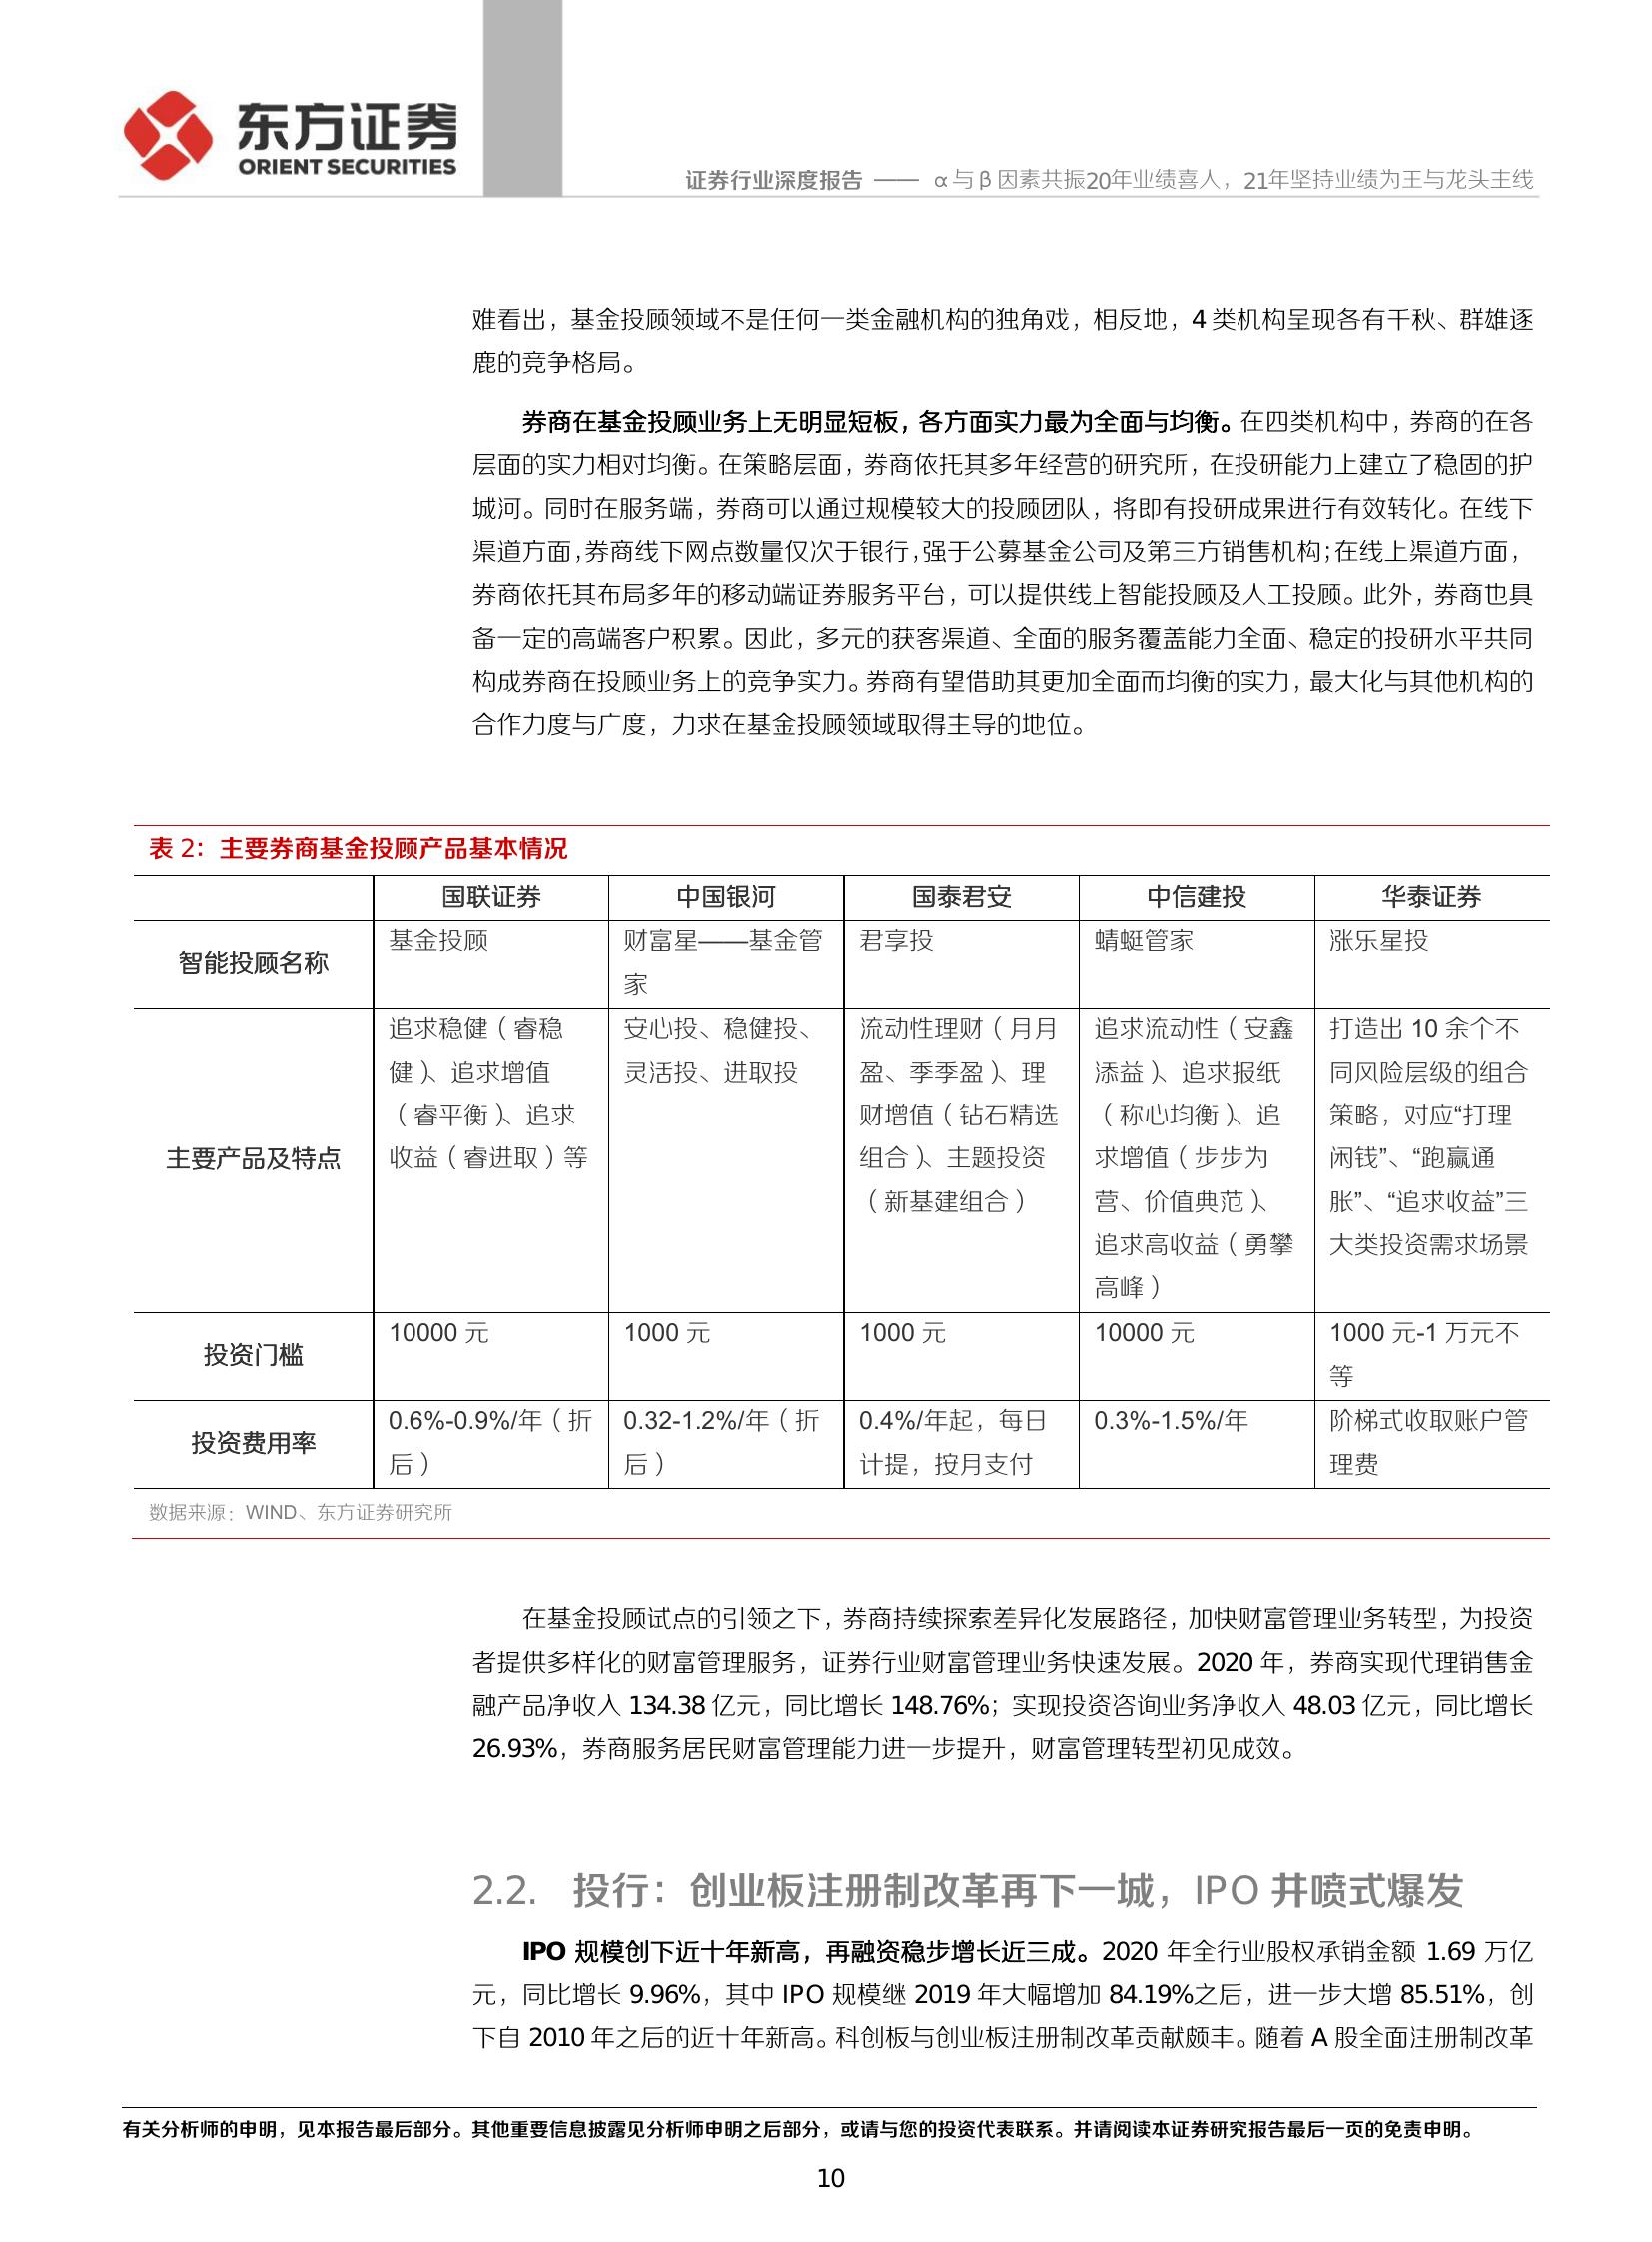 东方证券
ORIENT SECURITIES
证券行业深度报告 —— α与β因素共振20年业绩喜人，21年坚持业绩为王与龙头主线
难看出，基金投顾领域不是任何一类金融机构的独角戏，相反地，4 类机构呈现各有千秋、群雄逐
鹿的竞争格局。
券商在基金投顾业务上无明显短板，各方面实力最为全面与均衡。在四类机构中，券商的在各
层面的实力相对均衡。在策略层面，券商依托其多年经营的研究所，在投研能力上建立了稳固的护
城河。同时在服务端，券商可以通过规模较大的投顾团队，将即有投研成果进行有效转化。在线下
渠道方面，券商线下网点数量仅次于银行，强于公募基金公司及第三方销售机构；在线上渠道方面，
券商依托其布局多年的移动端证券服务平台，可以提供线上智能投顾及人工投顾。此外，券商也具
备一定的高端客户积累。因此，多元的获客渠道、全面的服务覆盖能力全面、稳定的投研水平共同
构成券商在投顾业务上的竞争实力。券商有望借助其更加全面而均衡的实力，最大化与其他机构的
合作力度与广度，力求在基金投顾领域取得主导的地位。
表 2：主要券商基金投顾产品基本情况
国联证券 中国银河 国泰君安 中信建投 华泰证券
智能投顾名称
基金投顾
财富星——基金管
家
君享投
蜻蜓管家
涨乐星投
主要产品及特点
追求稳健（睿稳
健）、追求增值
（睿平衡）、追求
收益（睿进取）等
安心投、稳健投、
灵活投、进取投
流动性理财（月月
盈、季季盈）、理
财增值（钻石精选
组合）、主题投资
（新基建组合）
追求流动性（安鑫
添益）、追求报纸
（称心均衡）、追
求增值（步步为
营、价值典范）、
追求高收益（勇攀
高峰）
打造出 10 余个不
同风险层级的组合
策略，对应“打理
闲钱”、“跑赢通
胀”、“追求收益”三
大类投资需求场景
投资门槛
10000 元
1000 元
1000 元
10000 元
1000 元-1 万元不
等
投资费用率
0.6%-0.9%/年（折
后）
0.32-1.2%/年（折
后）
0.4%/年起，每日
计提，按月支付
0.3%-1.5%/年
阶梯式收取账户管
理费
数据来源：WIND、东方证券研究所
在基金投顾试点的引领之下，券商持续探索差异化发展路径，加快财富管理业务转型，为投资
者提供多样化的财富管理服务，证券行业财富管理业务快速发展。2020 年，券商实现代理销售金
融产品净收入 134.38 亿元，同比增长 148.76%；实现投资咨询业务净收入 48.03 亿元，同比增长
26.93%，券商服务居民财富管理能力进一步提升，财富管理转型初见成效。
2.2. 投行：创业板注册制改革再下一城，IPO 井喷式爆发
IPO 规模创下近十年新高，再融资稳步增长近三成。2020 年全行业股权承销金额 1.69 万亿
元，同比增长 9.96%，其中 IPO 规模继 2019 年大幅增加 84.19%之后，进一步大增 85.51%，创
下自 2010 年之后的近十年新高。科创板与创业板注册制改革贡献颇丰。随着 A 股全面注册制改革
有关分析师的申明，见本报告最后部分。其他重要信息披露见分析师申明之后部分，或请与您的投资代表联系。并请阅读本证券研究报告最后一页的免责申明。
10